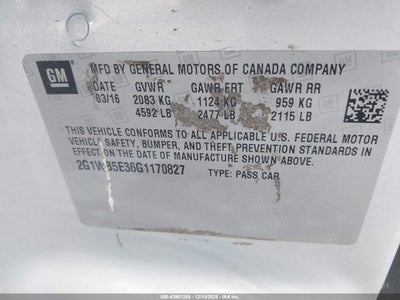 GM
MFD BY GENERAL MOTORS OF CANADA COMPANY
DATE GVWR GAWR FRT GAWR RR
03/16 2083 KG 1124 KG 959 KG
4592 LB 2477 LB 2115 LB
THIS VEHICLE CONFORMS TO ALL APPLICABLE U.S. FEDERAL MOTOR
VEHICLE SAFETY, BUMPER, AND THEFT PREVENTION STANDARDS IN
EFFECT ON THE DATE OF MANUFACTURE SHOWN ABOVE.
TYPE: PASS CAR